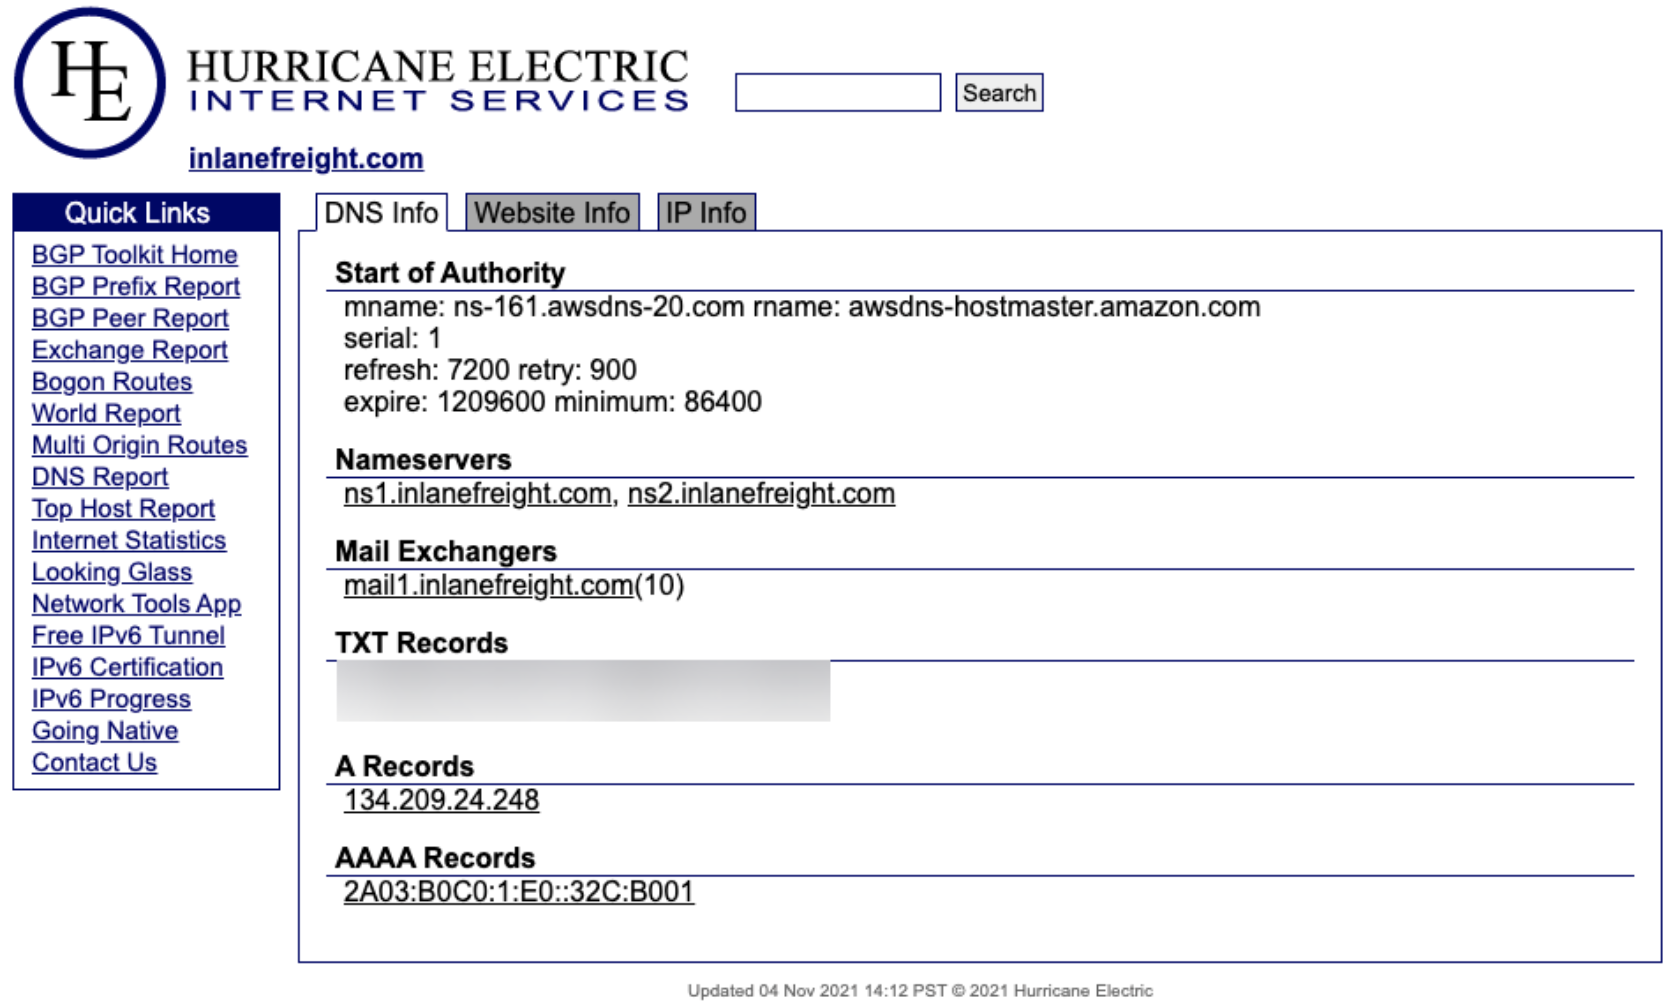 HE
HURRICANE ELECTRIC
INTERNET SERVICES
Search
inlanefreight.com
Quick Links
BGP Toolkit Home
BGP Prefix Report
BGP Peer Report
Exchange Report
Bogon Routes
World Report
Multi Origin Routes
DNS Report
Top Host Report
Internet Statistics
Looking Glass
Network Tools App
Free IPv6 Tunnel
IPv6 Certification
IPv6 Progress
Going Native
Contact Us
DNS Info Website Info IP Info
Start of Authority
mname: ns-161.awsdns-20.com rname: awsdns-hostmaster.amazon.com
serial: 1
refresh: 7200 retry: 900
expire: 1209600 minimum: 86400
Nameservers
ns1.inlanefreight.com, ns2.inlanefreight.com
Mail Exchangers
mail1.inlanefreight.com(10)
TXT Records
A Records
134.209.24.248
AAAA Records
2A03:B0C0:1:E0::32C:B001
Updated 04 Nov 2021 14:12 PST © 2021 Hurricane Electric